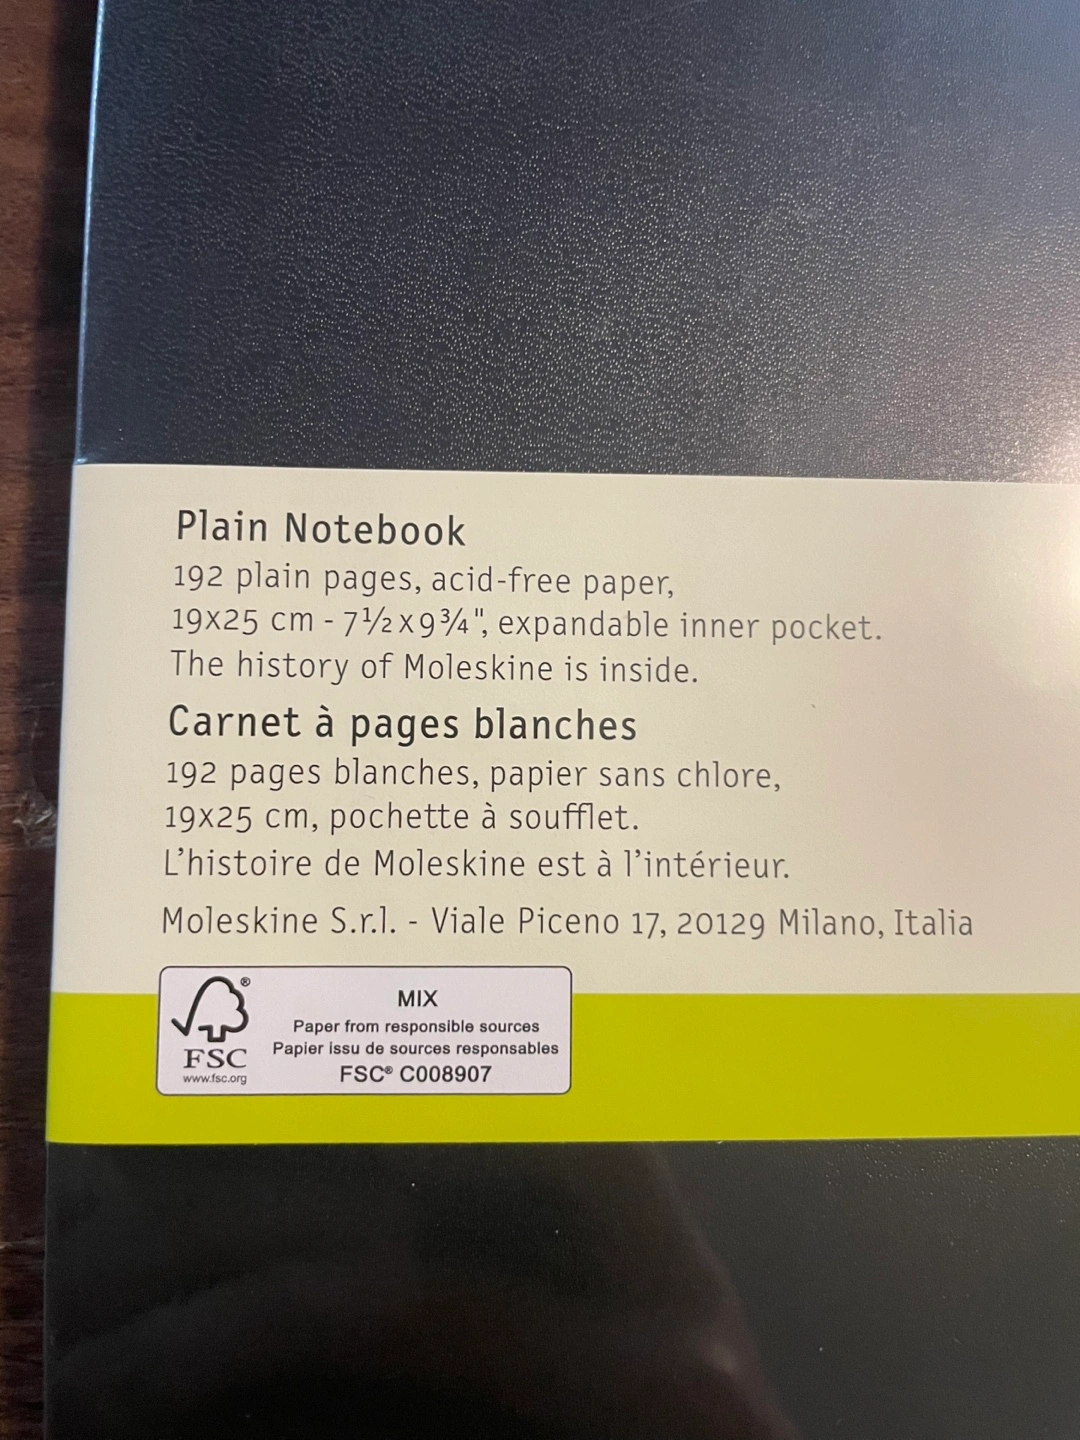 Plain Notebook
192 plain pages, acid-free paper,
19x25 cm - 7½x9¾", expandable inner pocket.
The history of Moleskine is inside.
Carnet à pages blanches
192 pages blanches, papier sans chlore,
19x25 cm, pochette à soufflet.
L’histoire de Moleskine est à l’intérieur.
Moleskine S.r.l. - Viale Piceno 17, 20129 Milano, Italia
®
FSC
www.fsc.org
MIX
Paper from responsible sources
Papier issu de sources responsables
FSC® C008907